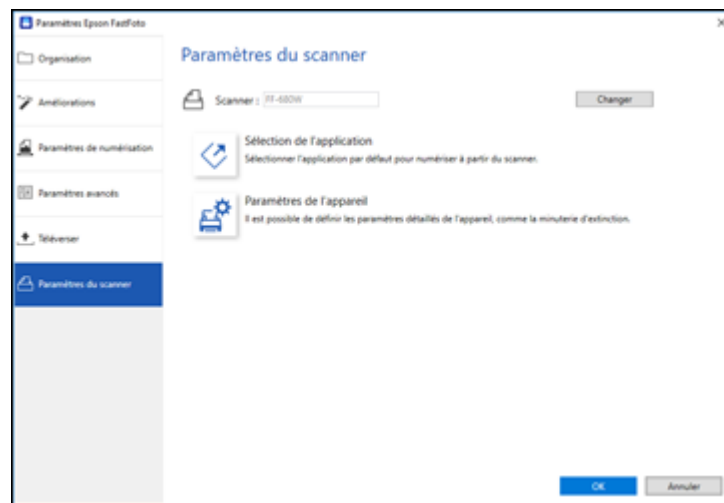 Paramètres Epson FastFoto
Organisation
Améliorations
Paramètres de numérisation
Paramètres avancés
Téléverser
Paramètres du scanner
Paramètres du scanner
Scanner : FF-680W
Changer
Sélection de l'application
Sélectionner l'application par défaut pour numériser à partir du scanner.
Paramètres de l'appareil
Il est possible de définir les paramètres détaillés de l'appareil, comme la minuterie d'extinction.
OK
Annuler